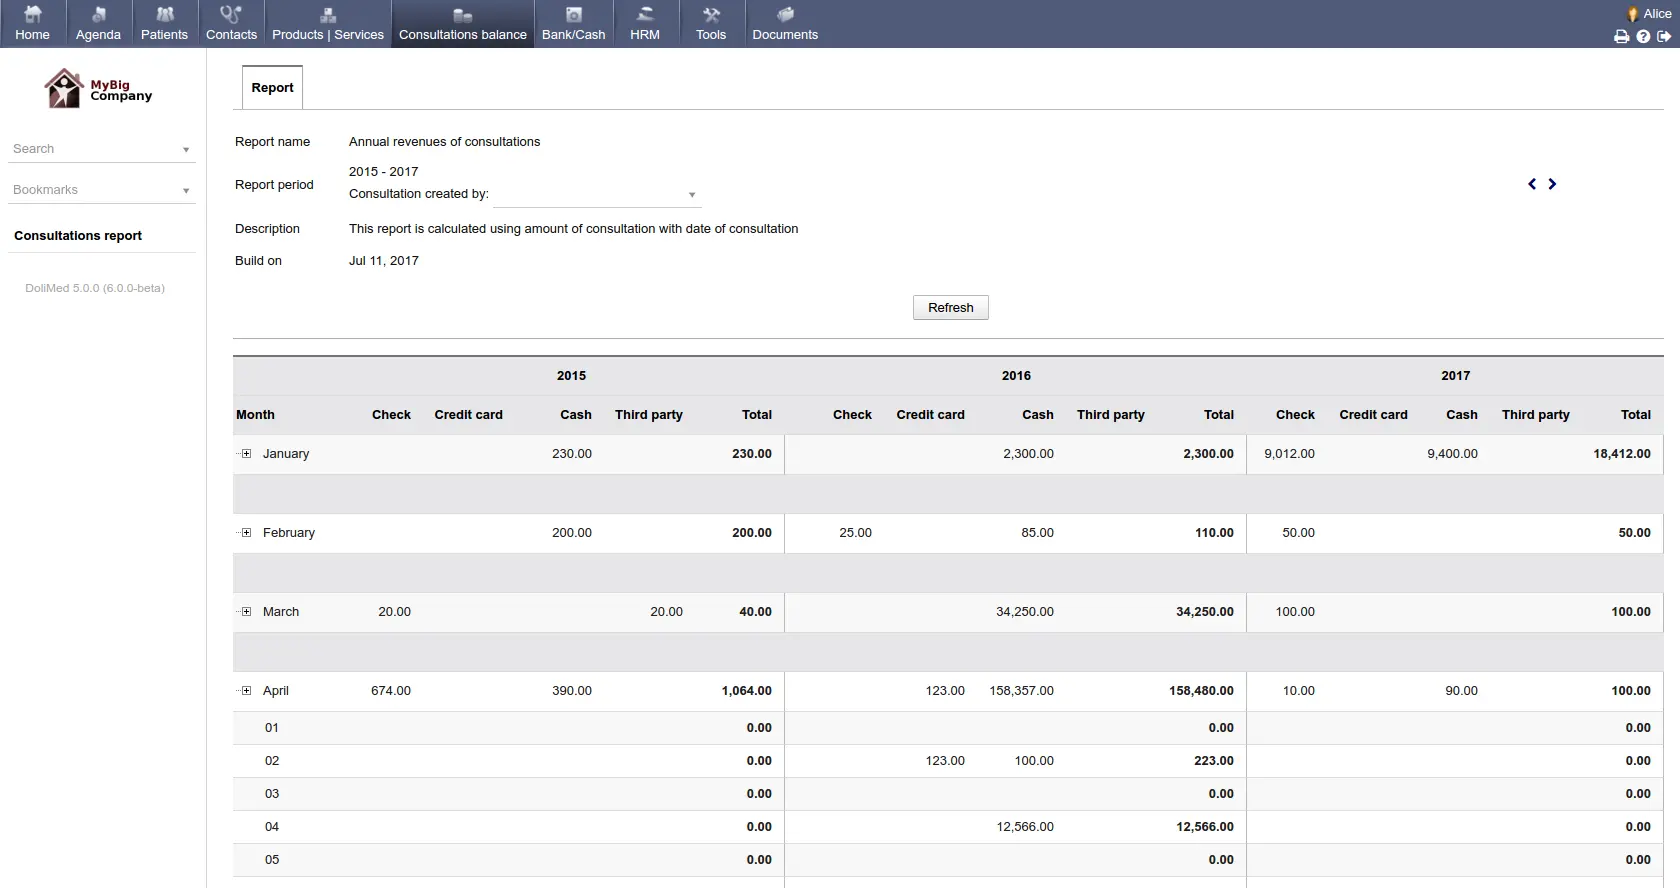 Home Agenda Patients Contacts Products | Services Consultations balance Bank/Cash HRM Tools Documents Alice
MyBig
Company
Search
Bookmarks
Consultations report
DoliMed 5.0.0 (6.0.0-beta)
Report
Report name Annual revenues of consultations
Report period 2015 - 2017
Consultation created by:
Description This report is calculated using amount of consultation with date of consultation
Build on Jul 11, 2017
Refresh
2015 2016 2017
Month Check Credit card Cash Third party Total Check Credit card Cash Third party Total Check Credit card Cash Third party Total
January 230.00 230.00 2,300.00 2,300.00 9,012.00 9,400.00 18,412.00
February 200.00 200.00 25.00 85.00 110.00 50.00 50.00
March 20.00 20.00 40.00 34,250.00 34,250.00 100.00 100.00
April 674.00 390.00 1,064.00 123.00 158,357.00 158,480.00 10.00 90.00 100.00
01 0.00 0.00 0.00
02 0.00 123.00 100.00 223.00 0.00
03 0.00 0.00 0.00
04 0.00 12,566.00 12,566.00 0.00
05 0.00 0.00 0.00